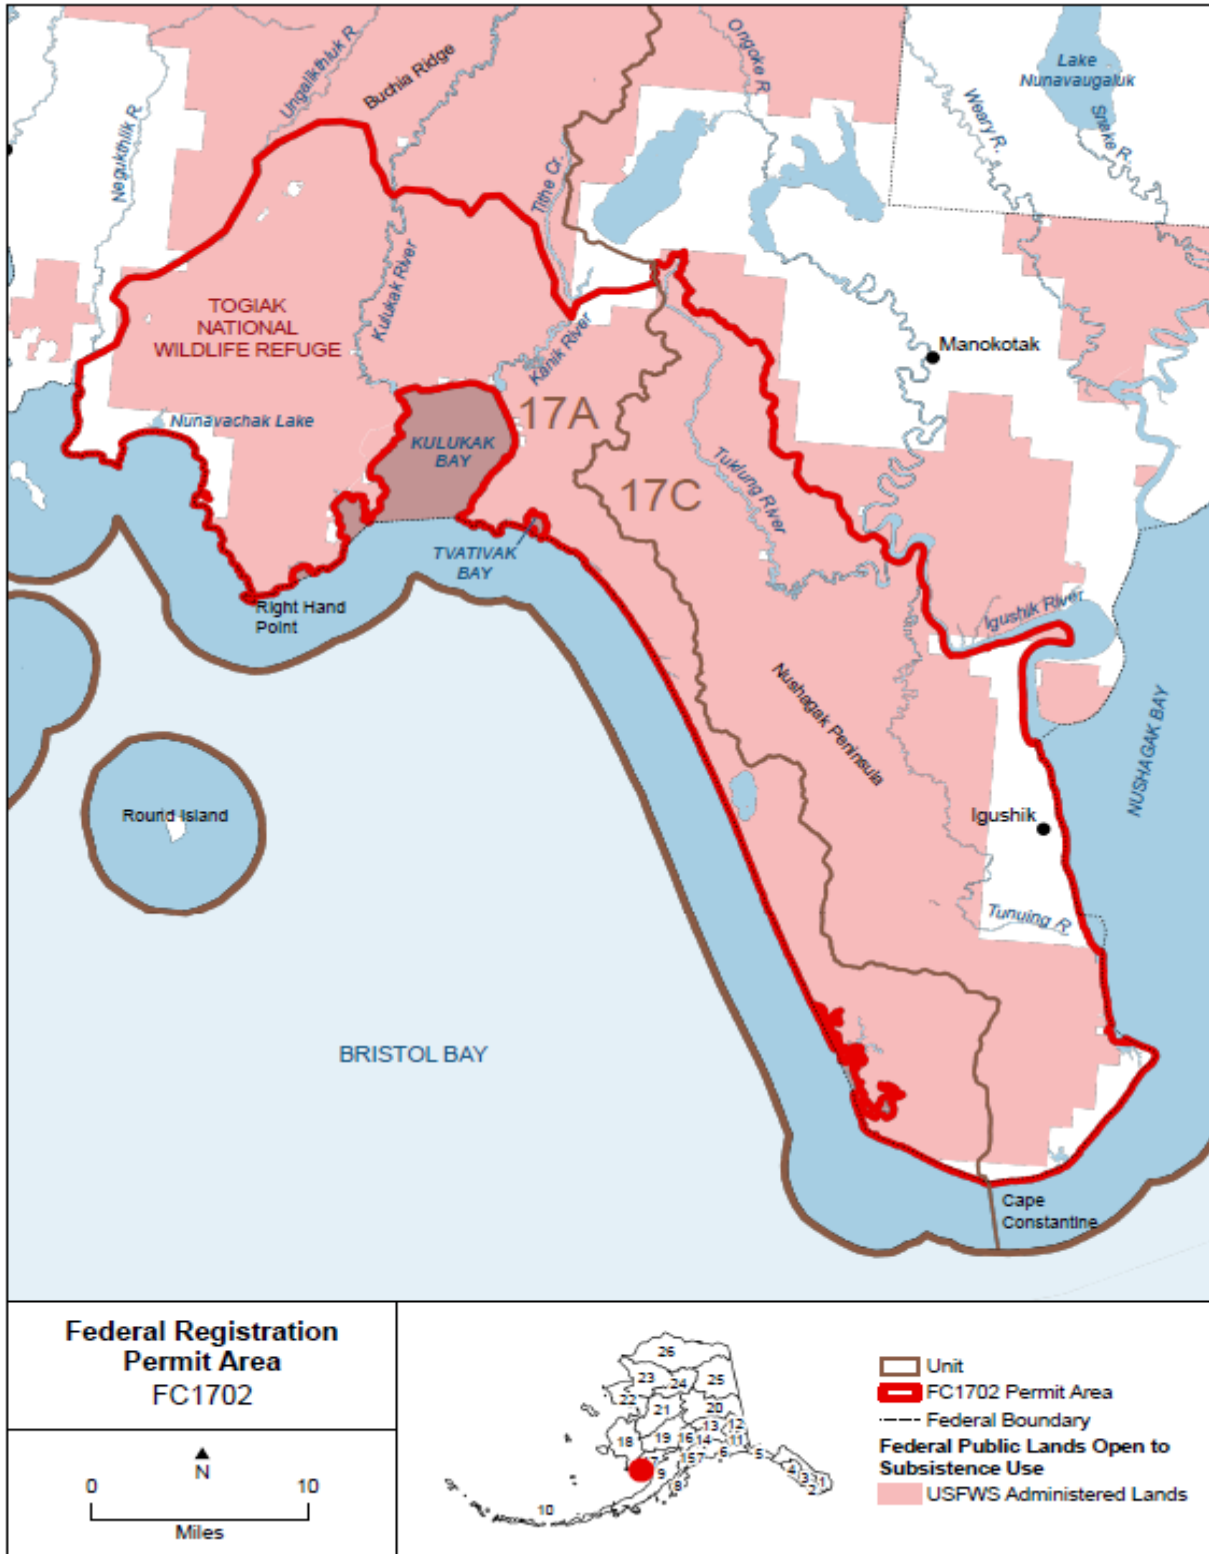 Ungalikthluk R.
Buchia Ridge
Ongoke R.
Lake
Nunavaugaluk
Weary R.
Snake R.
Negukthlik R.
Tithe Cr.
Kulukak River
TOGIAK
NATIONAL
WILDLIFE REFUGE
Kanik River
Manokotak
Nunavachak Lake
17A
KULUKAK
BAY
17C
Tuklung River
TVATIVAK
BAY
Right Hand
Point
Igushik River
Nushagak Peninsula
NUSHAGAK BAY
Round Island
Igushik
Tunuing R.
BRISTOL BAY
Cape
Constantine
Federal Registration
Permit Area
FC1702
N
0 10
Miles
26
23 24 25
22 21 20
18 19 16 14 13 12 11
17 9 15 7 6 5
8 10
4 3 1 2
Unit
FC1702 Permit Area
Federal Boundary
Federal Public Lands Open to
Subsistence Use
USFWS Administered Lands